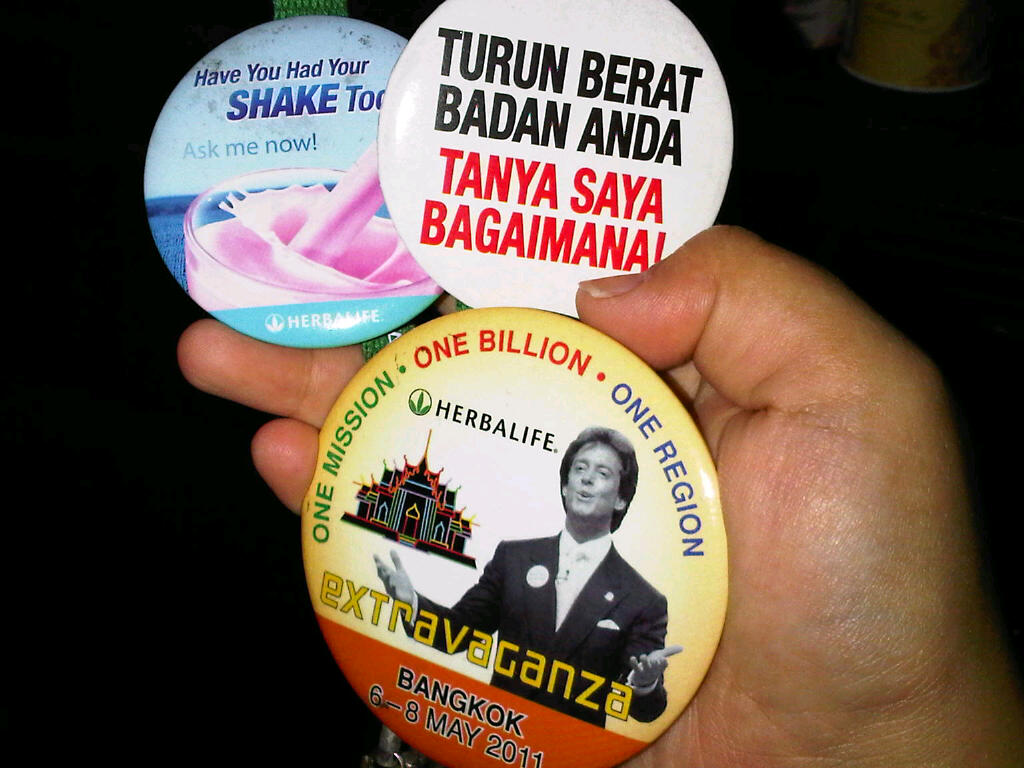 Have You Had Your
SHAKE
Ask me now!
HERBALIFE
TURUN BERAT
BADAN ANDA
TANYA SAYA
BAGAIMANA!
ONE MISSION • ONE BILLION • ONE REGION
HERBALIFE.
extravaganza
BANGKOK
6 – 8 MAY 2011